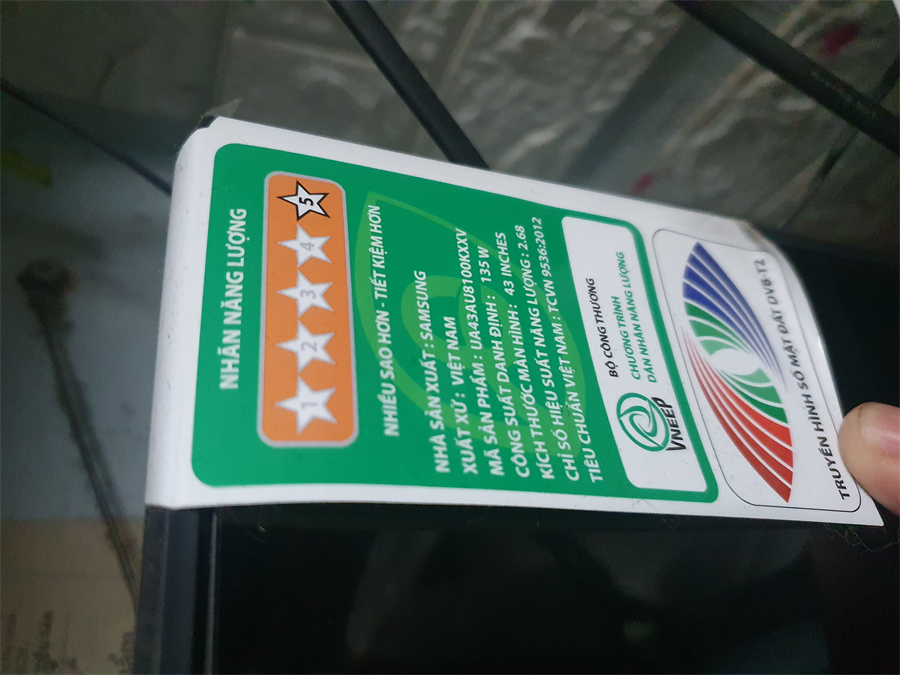 NHÃN NĂNG LƯỢNG
1 2 3 4 5
NHIỀU SAO HƠN - TIẾT KIỆM HƠN
NHÀ SẢN XUẤT : SAMSUNG
XUẤT XỨ : VIỆT NAM
MÃ SẢN PHẨM : UA43AU8100KXXV
CÔNG SUẤT DANH ĐỊNH : 135 W
KÍCH THƯỚC MÀN HÌNH : 43 INCHES
CHỈ SỐ HIỆU SUẤT NĂNG LƯỢNG : 2.68
TIÊU CHUẨN VIỆT NAM : TCVN 9536:2012
VNEEP
BỘ CÔNG THƯƠNG
CHƯƠNG TRÌNH
DÁN NHÃN NĂNG LƯỢNG
TRUYỀN HÌNH SỐ MẶT ĐẤT DVB-T2